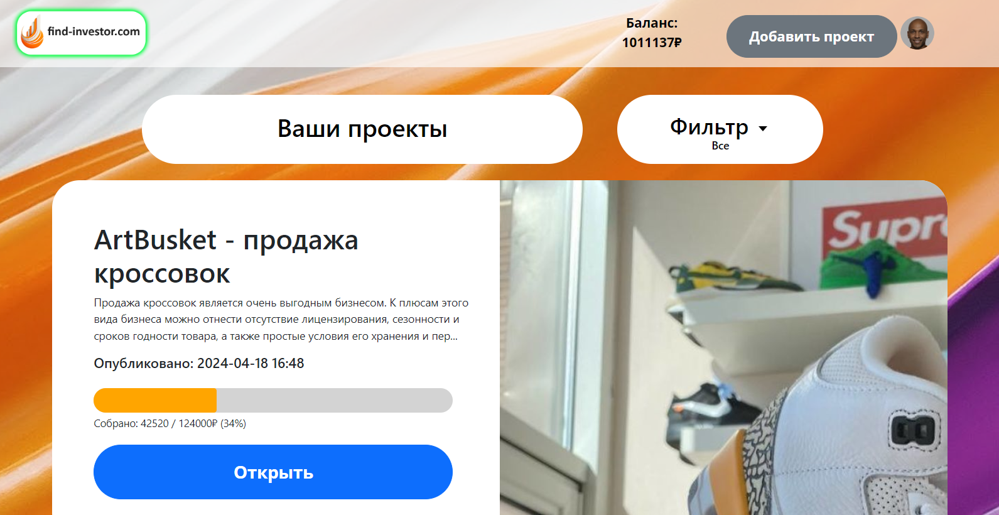 find-investor.com
Баланс:
1011137₽
Добавить проект
Ваши проекты
Фильтр
Все
ArtBusket - продажа
кроссовок
Продажа кроссовок является очень выгодным бизнесом. К плюсам этого
вида бизнеса можно отнести отсутствие лицензирования, сезонности и
сроков годности товара, а также простые условия его хранения и пер...
Опубликовано: 2024-04-18 16:48
Собрано: 42520 / 124000₽ (34%)
Открыть
Supr